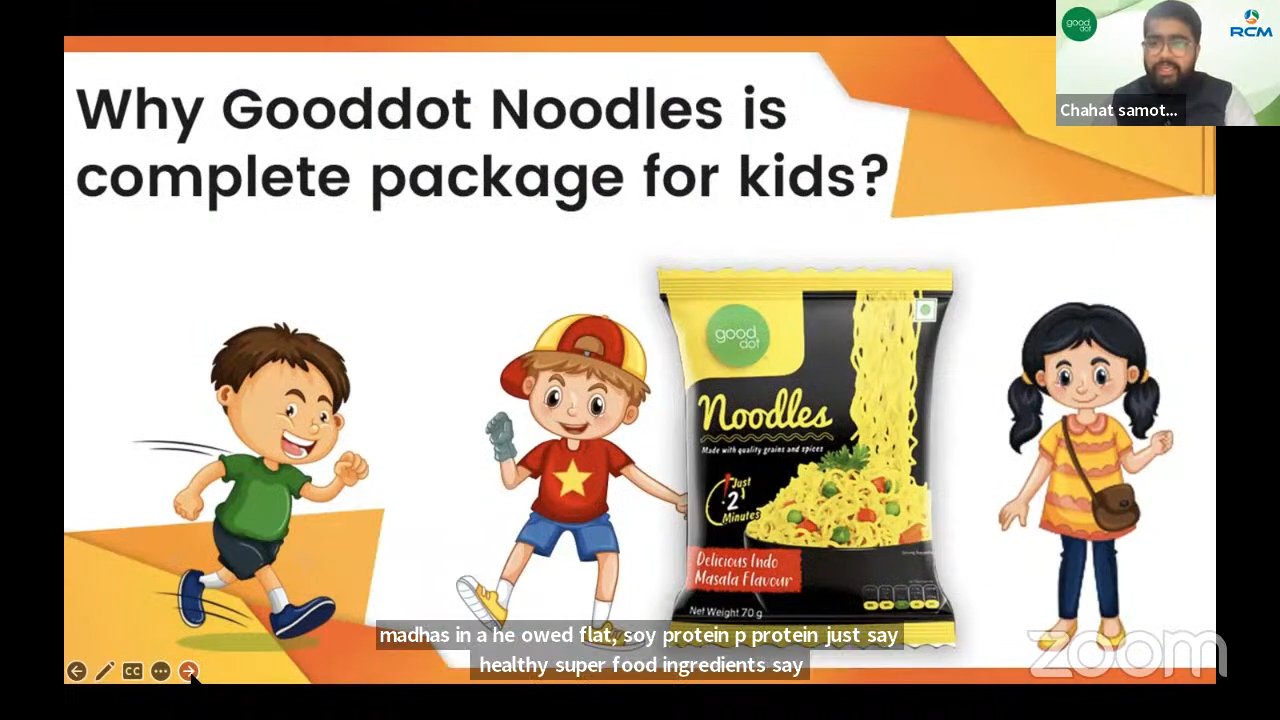 good
dot
RCM
Chahat samot...
Why Gooddot Noodles is
complete package for kids?
good
dot
Noodles
Made with quality grains and spices
Just
2
Minutes
Delicious Indo
Masala Flavour
Net Weight 70 g
madhas in a he owed flat, soy protein p protein just say
healthy super food ingredients say
CC
zoom